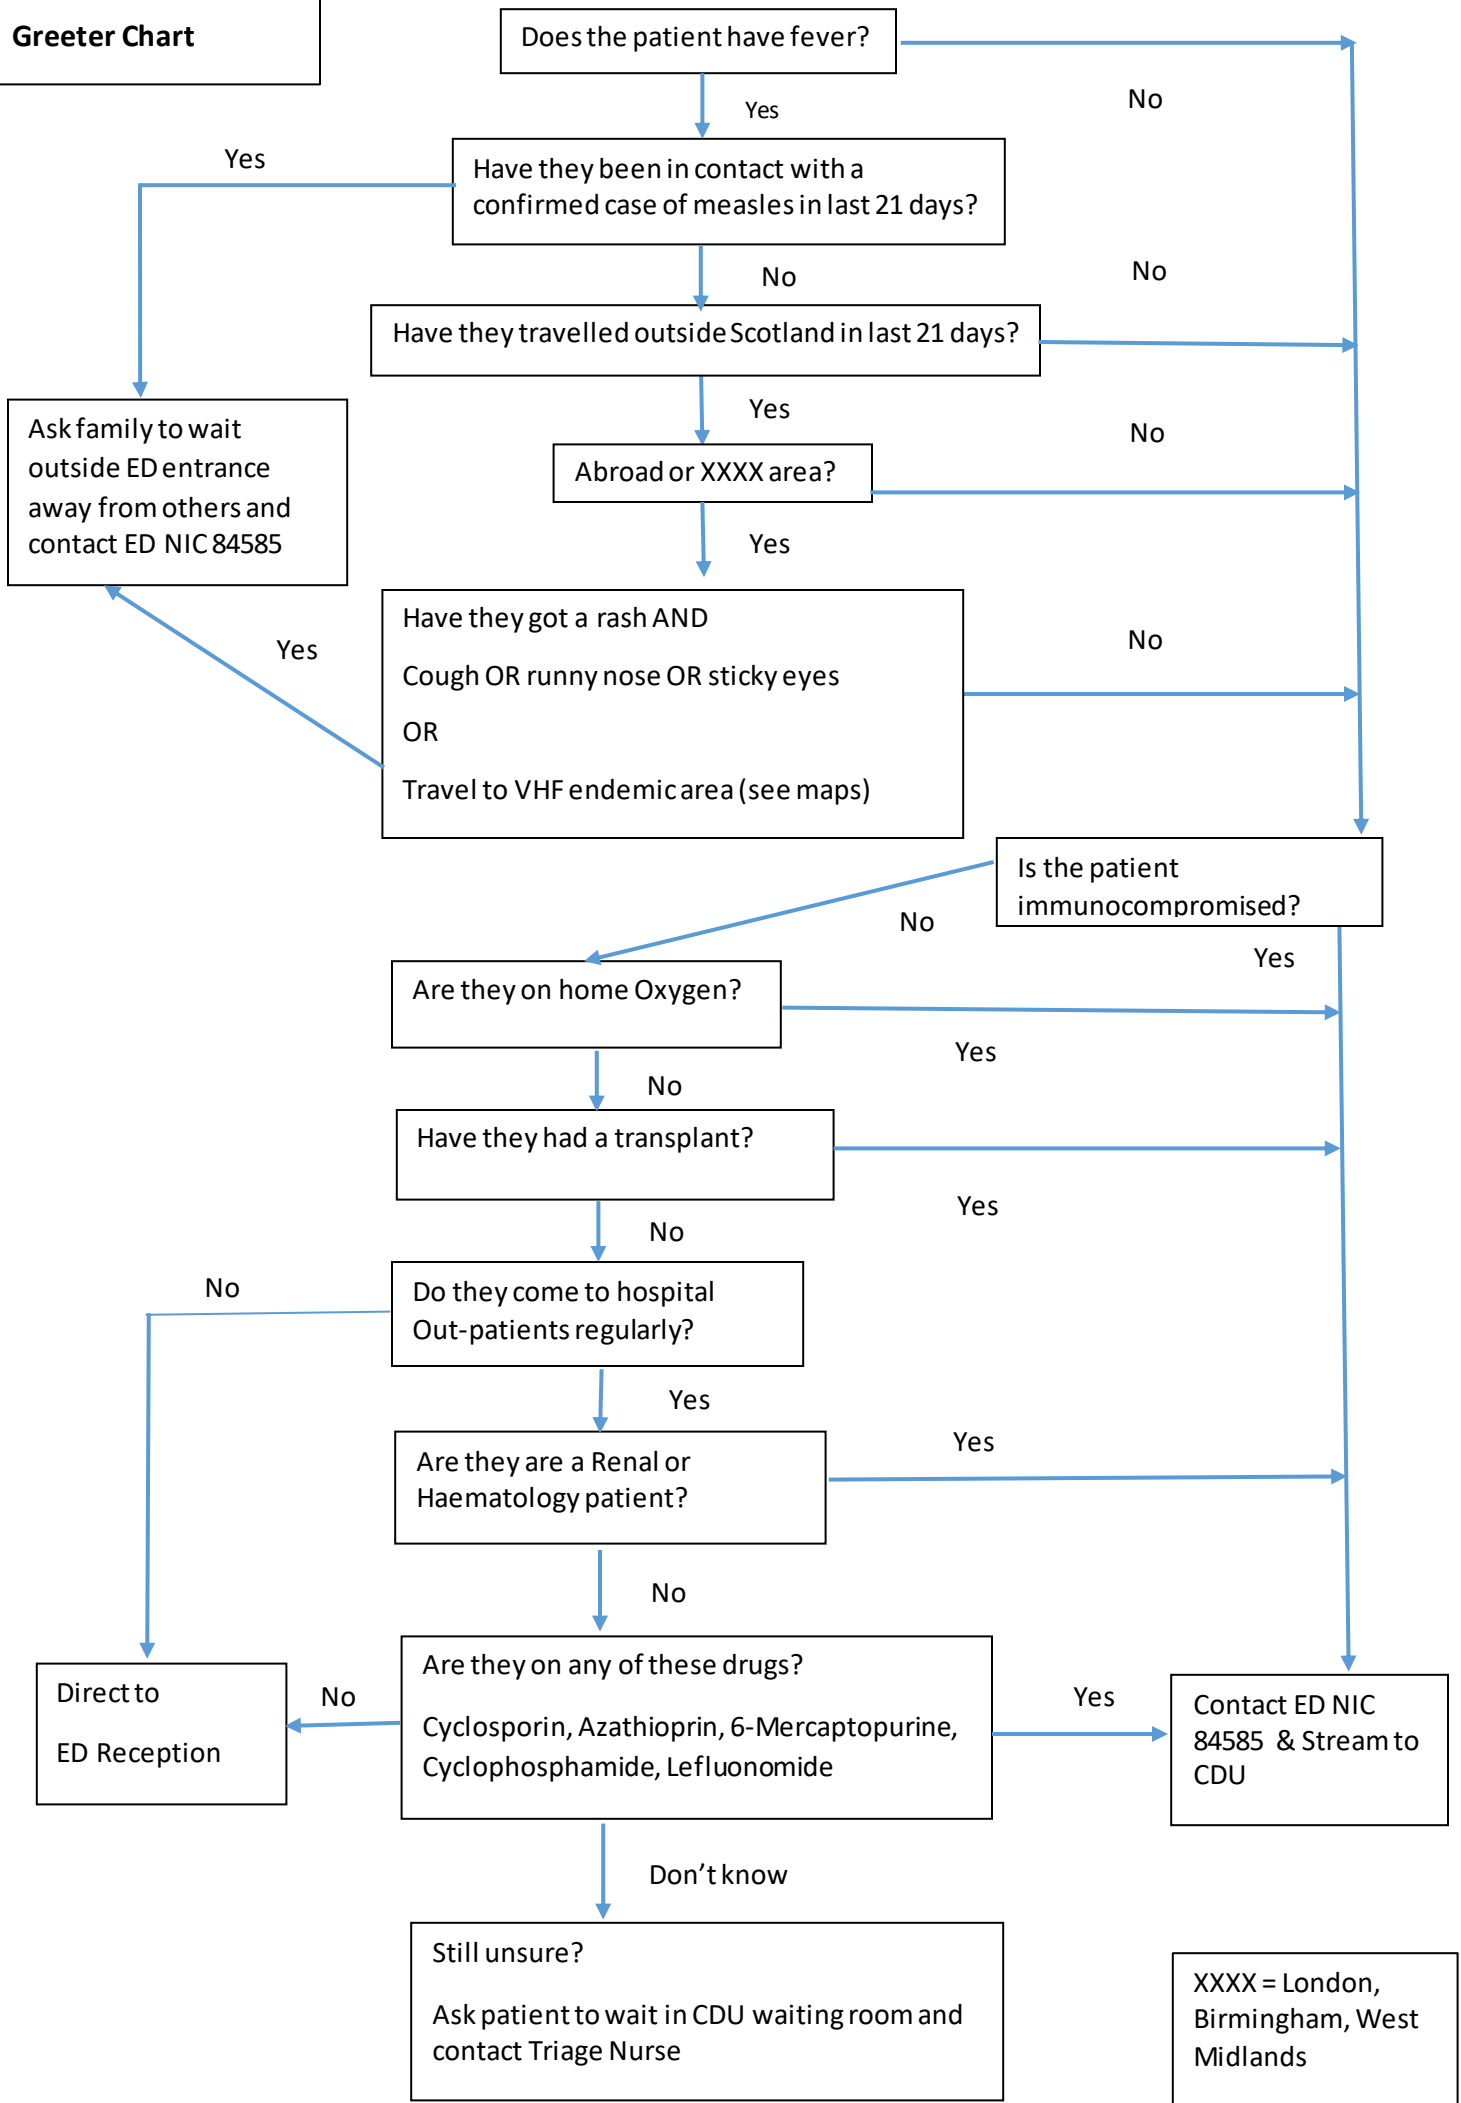 Greeter Chart
Does the patient have fever?
No
Yes
Yes
Have they been in contact with a
confirmed case of measles in last 21 days?
No
No
Have they travelled outside Scotland in last 21 days?
Yes
No
Ask family to wait
outside ED entrance
away from others and
contact ED NIC 84585
Abroad or XXXX area?
Yes
Have they got a rash AND
Cough OR runny nose OR sticky eyes
OR
Travel to VHF endemic area (see maps)
Yes
No
Is the patient
immunocompromised?
No
Yes
Are they on home Oxygen?
Yes
No
Have they had a transplant?
Yes
No
Do they come to hospital
Out-patients regularly?
No
Yes
Are they are a Renal or
Haematology patient?
Yes
No
Are they on any of these drugs?
Cyclosporin, Azathioprin, 6-Mercaptopurine,
Cyclophosphamide, Lefluonomide
No
Yes
Direct to
ED Reception
Contact ED NIC
84585 & Stream to
CDU
Don't know
Still unsure?
Ask patient to wait in CDU waiting room and
contact Triage Nurse
XXXX = London,
Birmingham, West
Midlands